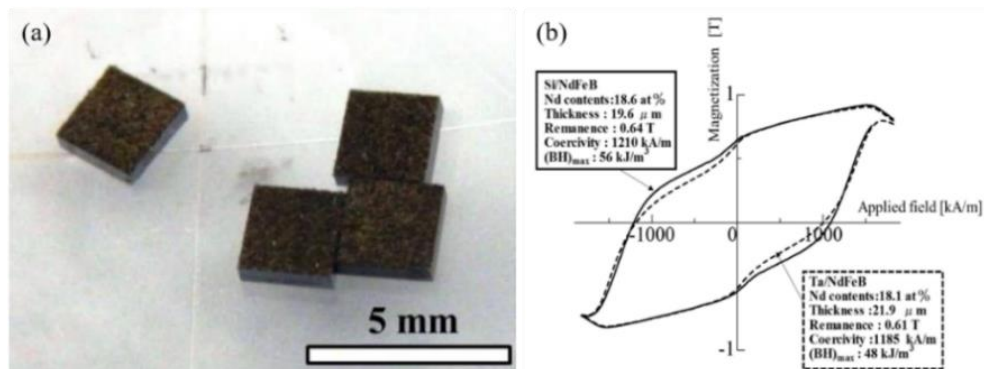 (a)
5 mm
(b)
Magnetization [T]
Si/NdFeB
Nd contents:18.6 at%
Thickness : 19.6 μm
Remanence : 0.64 T
Coercivity : 1210 kA/m
(BH)max : 56 kJ/m³
1
Applied field [kA/m]
-1000
0
1000
Ta/NdFeB
Nd contents:18.1 at%
Thickness :21.9 μm
Remanence : 0.61 T
Coercivity :1185 kA/m
(BH)max : 48 kJ/m³
-1